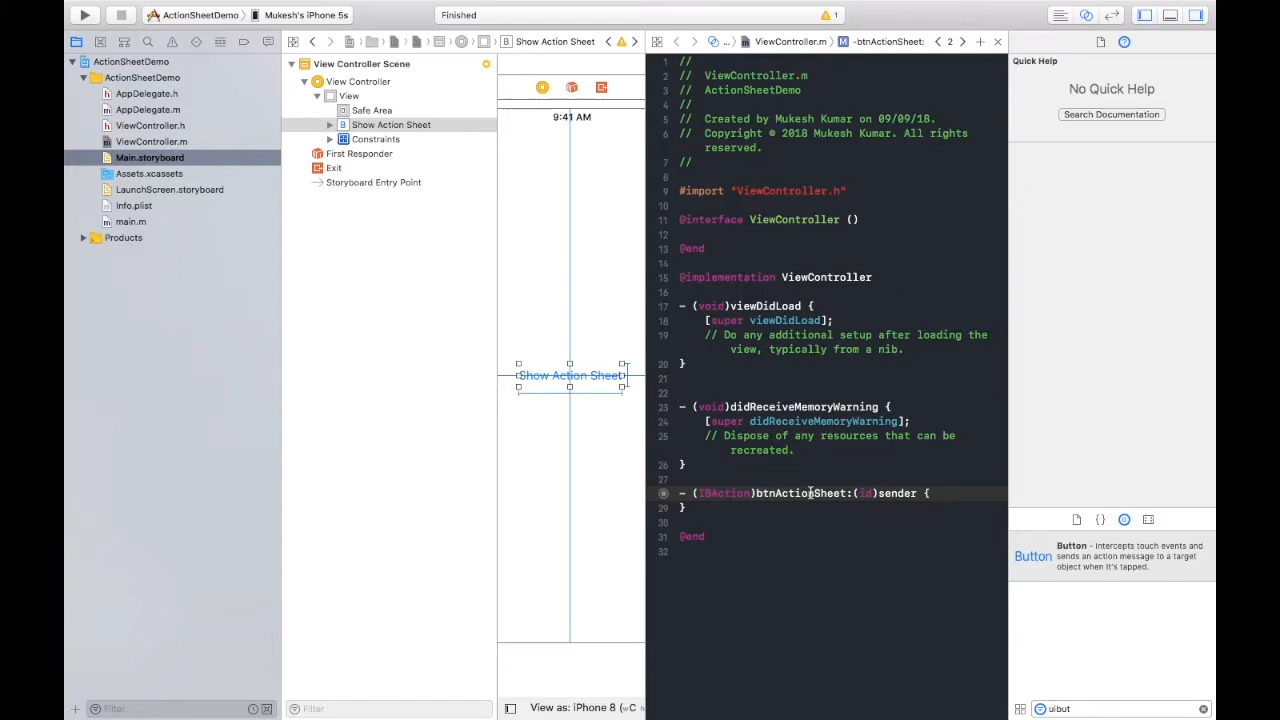 ActionSheetDemo
Mukesh's iPhone 5s
Finished
1
...
Show Action Sheet
...
ViewController.m
M
-btnActionSheet:
2
ActionSheetDemo
ActionSheetDemo
AppDelegate.h
AppDelegate.m
ViewController.h
ViewController.m
Main.storyboard
Assets.xcassets
LaunchScreen.storyboard
Info.plist
main.m
Products
View Controller Scene
View Controller
View
Safe Area
B Show Action Sheet
Constraints
First Responder
Exit
Storyboard Entry Point
9:41 AM
Show Action Sheet
1 //
2 //  ViewController.m
3 //  ActionSheetDemo
4 //
5 //  Created by Mukesh Kumar on 09/09/18.
6 //  Copyright © 2018 Mukesh Kumar. All rights
reserved.
7 //
8
9 #import "ViewController.h"
10
11 @interface ViewController ()
12
13 @end
14
15 @implementation ViewController
16
17 - (void)viewDidLoad {
18 [super viewDidLoad];
19 // Do any additional setup after loading the
view, typically from a nib.
20 }
21
22
23 - (void)didReceiveMemoryWarning {
24 [super didReceiveMemoryWarning];
25 // Dispose of any resources that can be
recreated.
26 }
27
28 - (IBAction)btnActionSheet:(id)sender {
29 }
30
31 @end
32
Quick Help
No Quick Help
Search Documentation
Button
Button - Intercepts touch events and
sends an action message to a target
object when it's tapped.
Filter
Filter
View as: iPhone 8 (wC
uibut